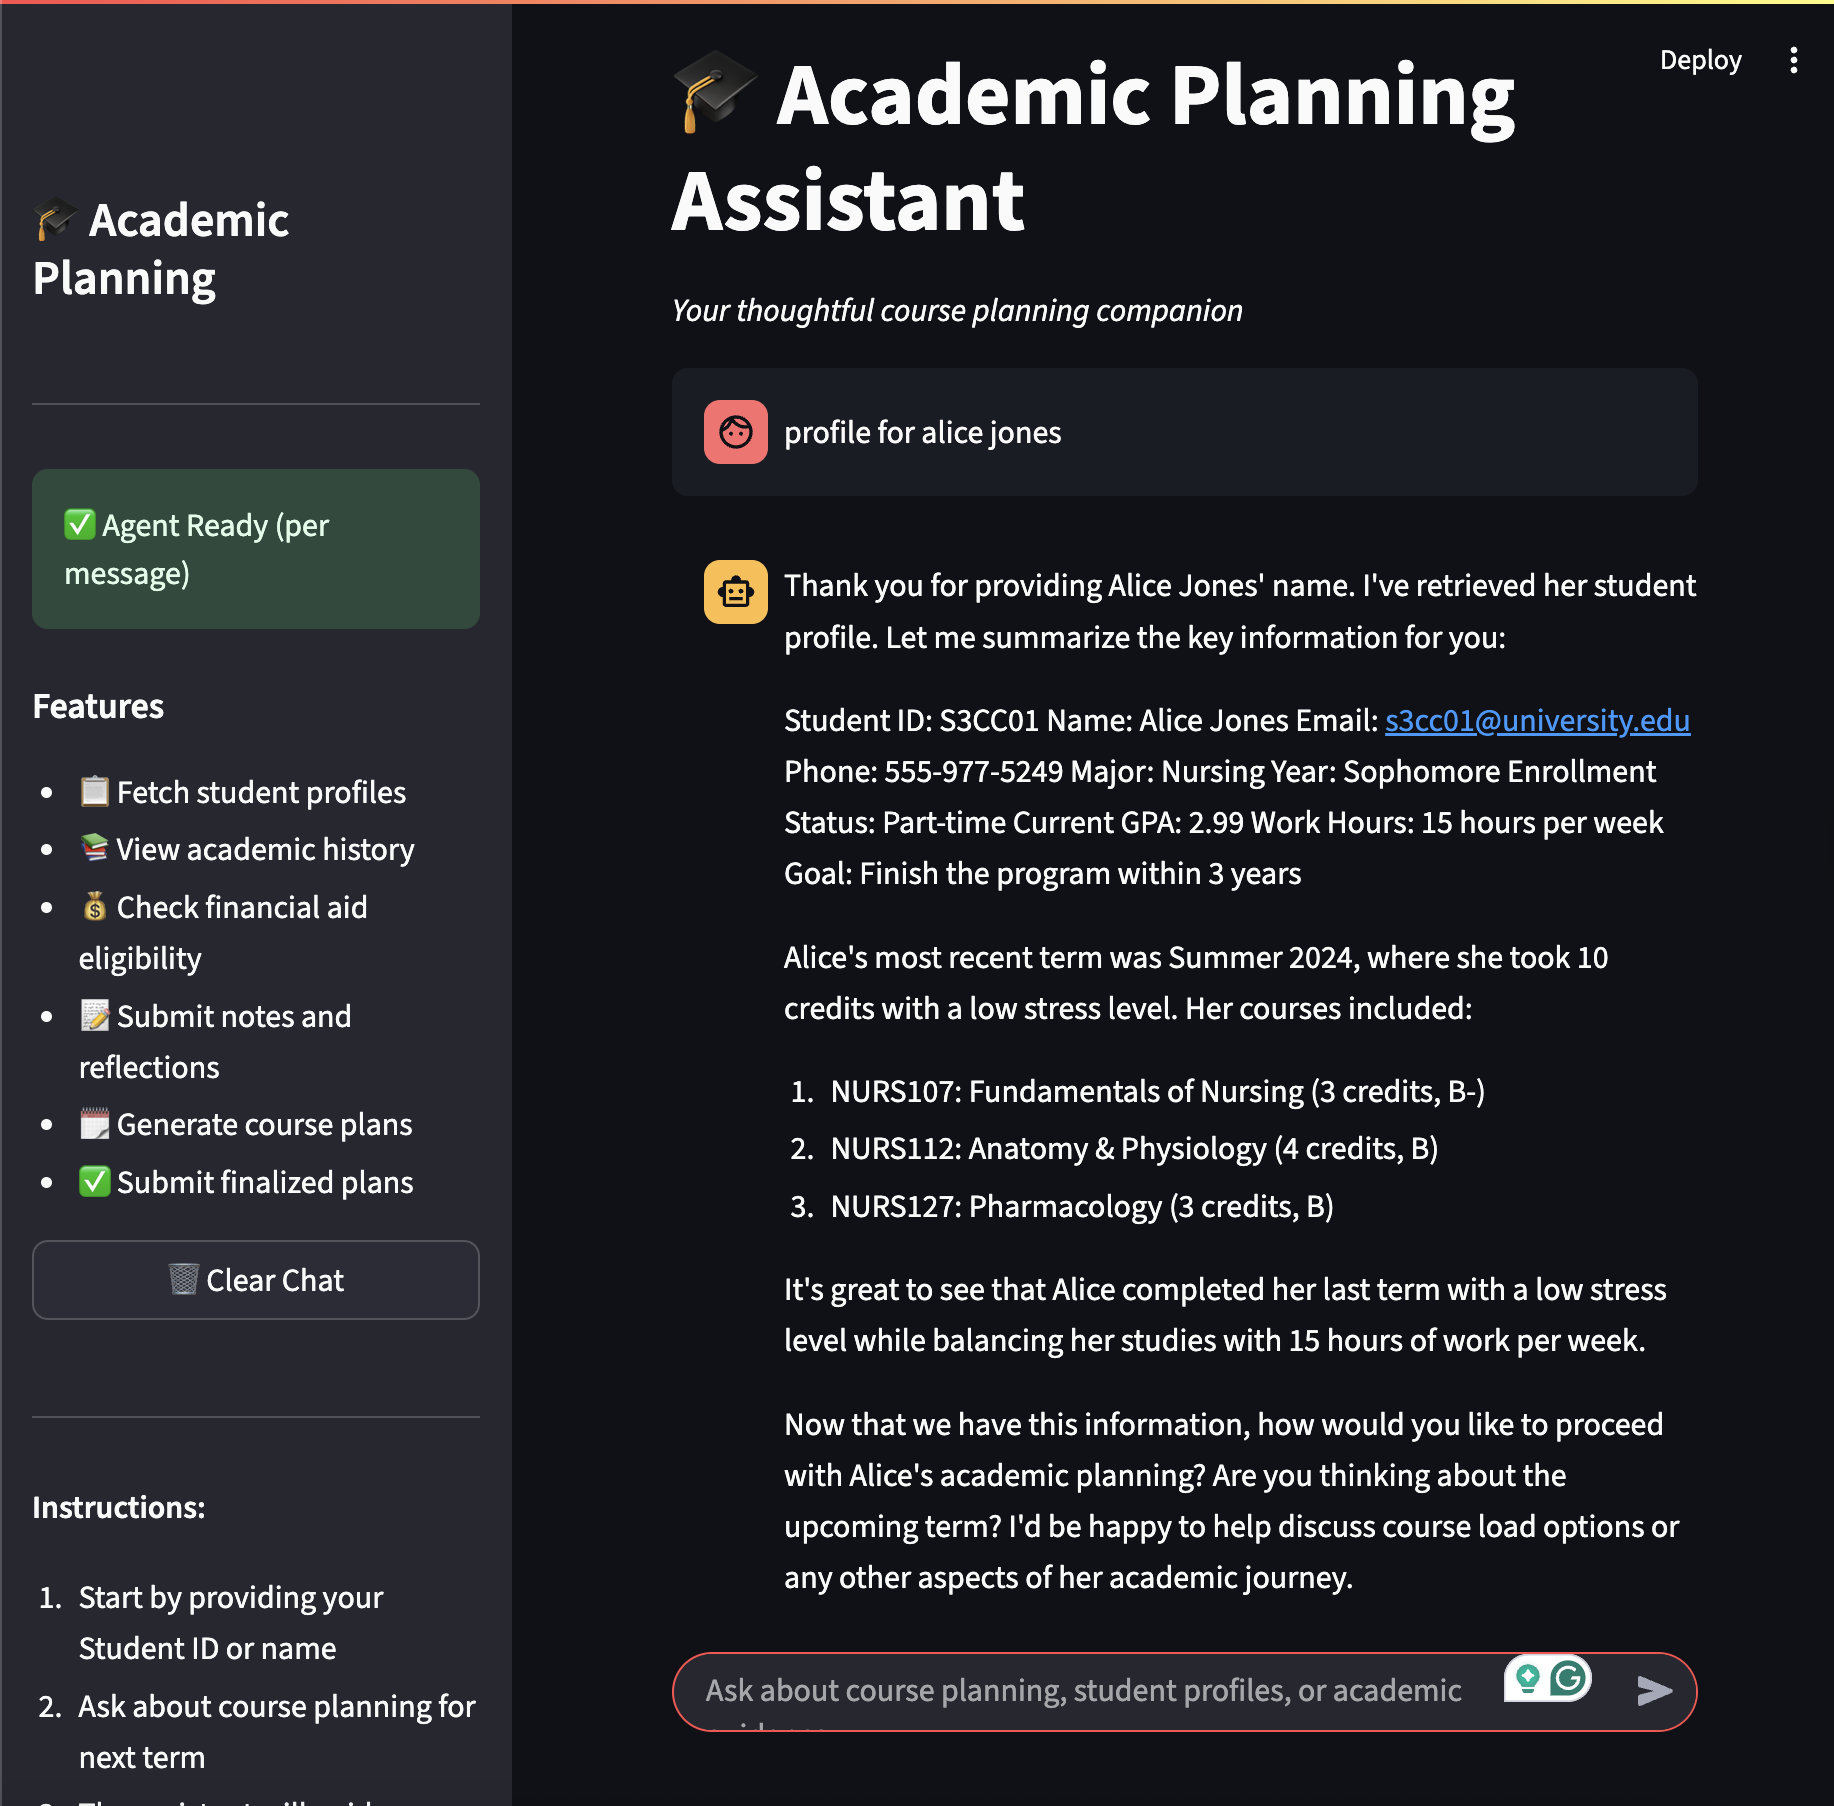 Academic
Planning
Agent Ready (per
message)
Features
Fetch student profiles
View academic history
Check financial aid
eligibility
Submit notes and
reflections
Generate course plans
Submit finalized plans
Clear Chat
Instructions:
1. Start by providing your
Student ID or name
2. Ask about course planning for
next term
Deploy
Academic Planning
Assistant
Your thoughtful course planning companion
profile for alice jones
Thank you for providing Alice Jones' name. I've retrieved her student
profile. Let me summarize the key information for you:
Student ID: S3CC01 Name: Alice Jones Email: s3cc01@university.edu
Phone: 555-977-5249 Major: Nursing Year: Sophomore Enrollment
Status: Part-time Current GPA: 2.99 Work Hours: 15 hours per week
Goal: Finish the program within 3 years
Alice's most recent term was Summer 2024, where she took 10
credits with a low stress level. Her courses included:
1. NURS107: Fundamentals of Nursing (3 credits, B-)
2. NURS112: Anatomy & Physiology (4 credits, B)
3. NURS127: Pharmacology (3 credits, B)
It's great to see that Alice completed her last term with a low stress
level while balancing her studies with 15 hours of work per week.
Now that we have this information, how would you like to proceed
with Alice's academic planning? Are you thinking about the
upcoming term? I'd be happy to help discuss course load options or
any other aspects of her academic journey.
Ask about course planning, student profiles, or academic